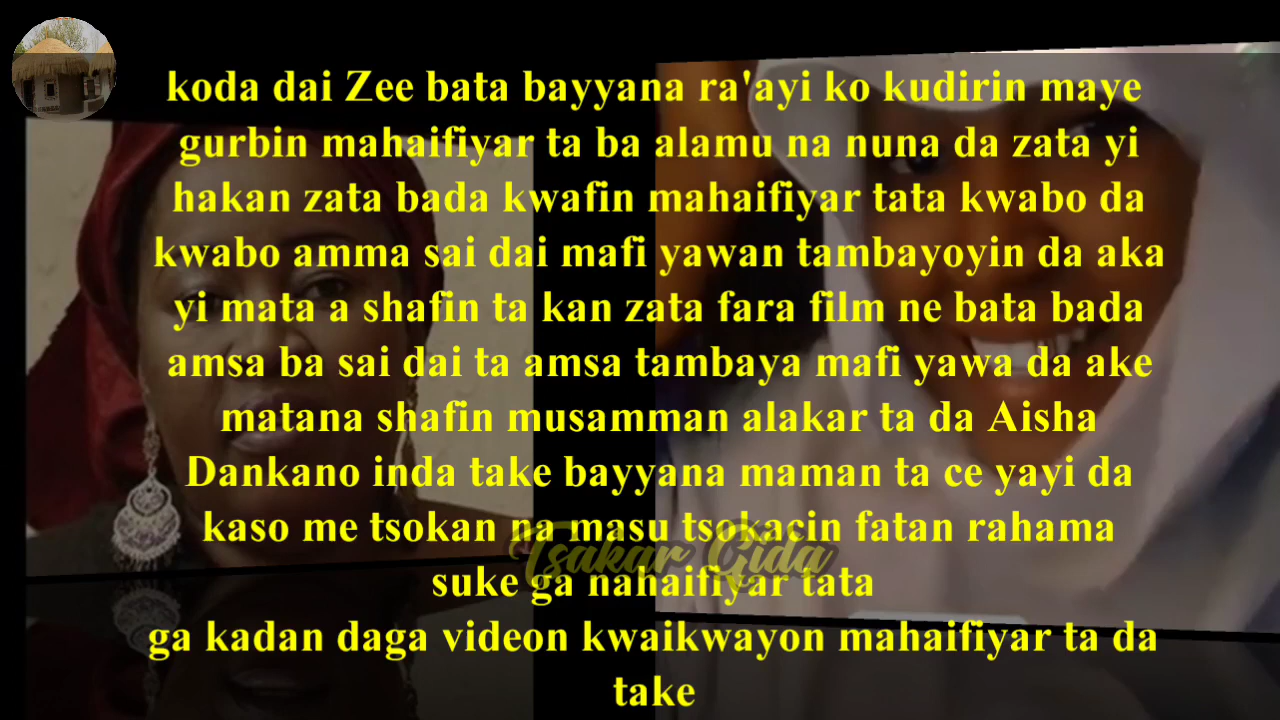 koda dai Zee bata bayyana ra'ayi ko kudirin maye
gurbin mahaifiyar ta ba alamu na nuna da zata yi
hakan zata bada kwafin mahaifiyar tata kwabo da
kwabo amma sai dai mafi yawan tambayoyin da aka
yi mata a shafin ta kan zata fara film ne bata bada
amsa ba sai dai ta amsa tambaya mafi yawa da ake
matana shafin musamman alakar ta da Aisha
Dankano inda take bayyana maman ta ce yayi da
kaso me tsokan na masu tsokacin fatan rahama
Tsakar Gida
suke ga nahaifiyar tata
ga kadan daga videon kwaikwayon mahaifiyar ta da
take